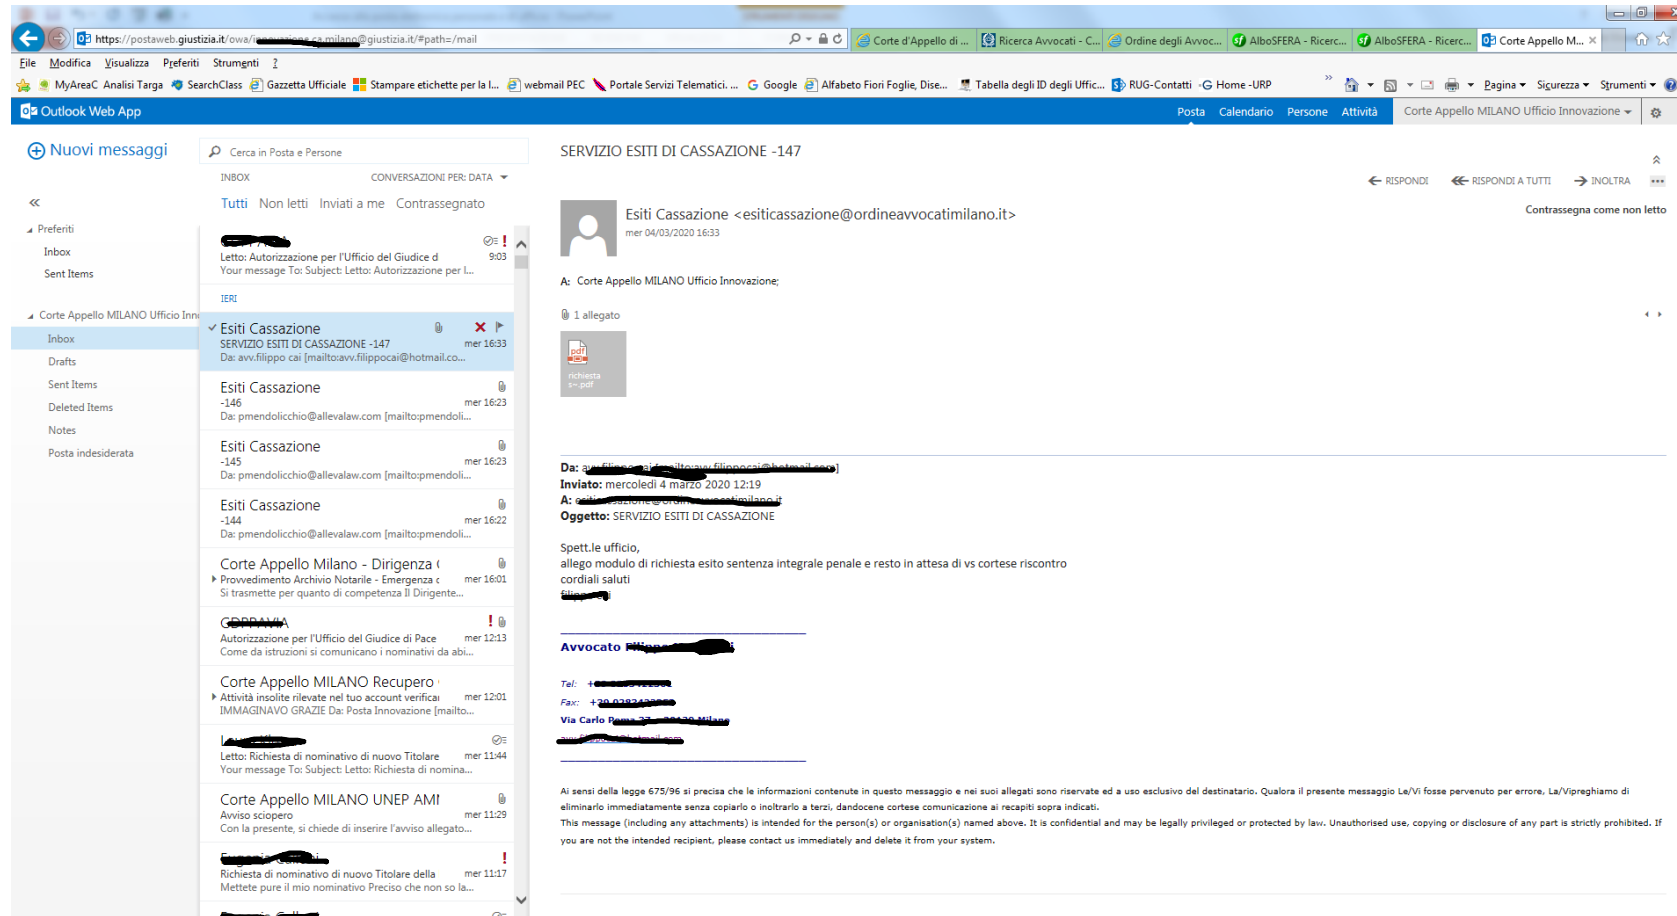 https://postaweb.giustizia.it/owa/ @giustizia.it/#path=/mail
Corte d'Appello di ...
Ricerca Avvocati - C...
Ordine degli Avvoc...
AlboSFERA - Ricerc...
AlboSFERA - Ricerc...
Corte Appello M...
File Modifica Visualizza Preferiti Strumenti ?
MyAreaC Analisi Targa SearchClass Gazzetta Ufficiale Stampare etichette per la l... webmail PEC Portale Servizi Telematici. ... Google Alfabeto Fiori Foglie, Dise... Tabella degli ID degli Uffic... RUG-Contatti -G Home -URP
Pagina Sicurezza Strumenti
Outlook Web App
Posta Calendario Persone Attività Corte Appello MILANO Ufficio Innovazione
Nuovi messaggi
Preferiti
Inbox
Sent Items
Corte Appello MILANO Ufficio Inn
Inbox
Drafts
Sent Items
Deleted Items
Notes
Posta indesiderata
Cerca in Posta e Persone
INBOX CONVERSAZIONI PER: DATA
Tutti Non letti Inviati a me Contrassegnato
Letto: Autorizzazione per l'Ufficio del Giudice d 9:03
Your message To: Subject: Letto: Autorizzazione per l...
IERI
Esiti Cassazione
SERVIZIO ESITI DI CASSAZIONE -147 mer 16:33
Da: avv.filippo cai [mailto:avv.filippocai@hotmail.co...
Esiti Cassazione
-146 mer 16:23
Da: pmendolicchio@allevalaw.com [mailto:pmendoli...
Esiti Cassazione
-145 mer 16:23
Da: pmendolicchio@allevalaw.com [mailto:pmendoli...
Esiti Cassazione
-144 mer 16:22
Da: pmendolicchio@allevalaw.com [mailto:pmendoli...
Corte Appello Milano - Dirigenza (
Provvedimento Archivio Notarile - Emergenza c mer 16:01
Si trasmette per quanto di competenza Il Dirigente...
Autorizzazione per l'Ufficio del Giudice di Pace mer 12:13
Come da istruzioni si comunicano i nominativi da abi...
Corte Appello MILANO Recupero
Attività insolite rilevate nel tuo account verificar mer 12:01
IMMAGINAVO GRAZIE Da: Posta Innovazione [mailto...
Letto: Richiesta di nominativo di nuovo Titolare mer 11:44
Your message To: Subject: Letto: Richiesta di nomina...
Corte Appello MILANO UNEP AMI
Avviso sciopero mer 11:29
Con la presente, si chiede di inserire l'avviso allegato...
Richiesta di nominativo di nuovo Titolare della mer 11:17
Mettete pure il mio nominativo Preciso che non so la...
SERVIZIO ESITI DI CASSAZIONE -147
RISPONDI RISPONDI A TUTTI INOLTRA
Esiti Cassazione <esiticassazione@ordineavvocatimilano.it>
mer 04/03/2020 16:33
Contrassegna come non letto
A: Corte Appello MILANO Ufficio Innovazione;
1 allegato
pdf
richiesta
s~.pdf
Da:
Inviato: mercoledì 4 marzo 2020 12:19
A:
Oggetto: SERVIZIO ESITI DI CASSAZIONE
Spett.le ufficio,
allego modulo di richiesta esito sentenza integrale penale e resto in attesa di vs cortese riscontro
cordiali saluti
Avvocato
Tel:
Fax:
Via Carlo
Ai sensi della legge 675/96 si precisa che le informazioni contenute in questo messaggio e nei suoi allegati sono riservate ed a uso esclusivo del destinatario. Qualora il presente messaggio Le/Vi fosse pervenuto per errore, La/Vipreghiamo di
eliminarlo immediatamente senza copiarlo o inoltrarlo a terzi, dandocene cortese comunicazione ai recapiti sopra indicati.
This message (including any attachments) is intended for the person(s) or organisation(s) named above. It is confidential and may be legally privileged or protected by law. Unauthorised use, copying or disclosure of any part is strictly prohibited. If
you are not the intended recipient, please contact us immediately and delete it from your system.